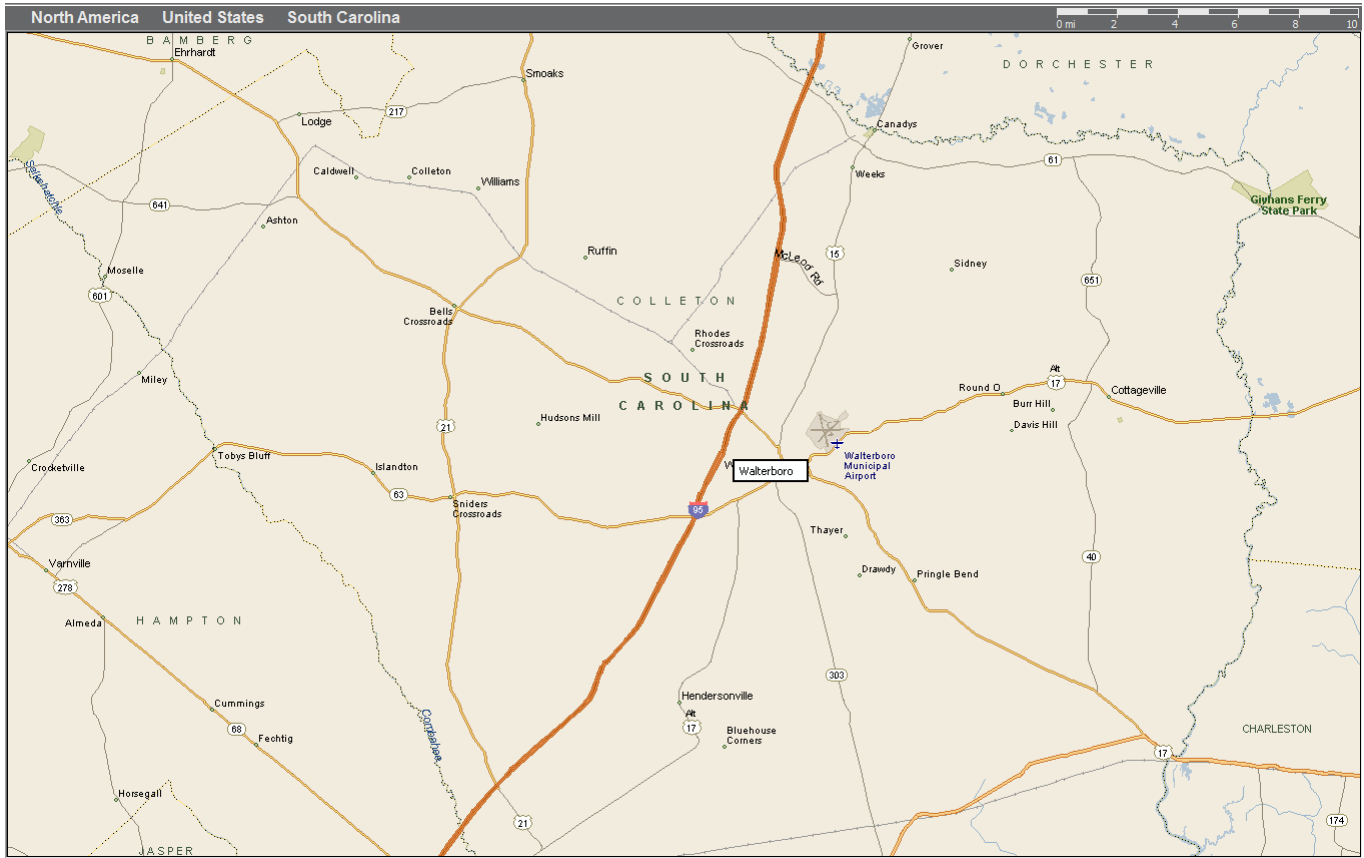 North America United States South Carolina
0 mi 2 4 6 8 10
BAMBERG
Ehrhardt
Grover
DORCHESTER
Smoaks
217
Lodge
Canadys
61
Caldwell
Colleton
Williams
Weeks
Salkehatchie
641
Givhans Ferry
State Park
Ashton
Ruffin
15
McLeod Rd
Sidney
Moselle
651
601
COLLETON
Bells
Crossroads
Rhodes
Crossroads
Miley
SOUTH
CAROLINA
Alt
17
Round O
Cottageville
Burr Hill
Hudsons Mill
21
Davis Hill
Tobys Bluff
Walterboro
Municipal
Airport
Crocketville
Islandton
W
Walterboro
63
Sniders
Crossroads
95
363
Thayer
40
Varnville
Drawdy
Pringle Bend
278
Almeda
HAMPTON
303
Hendersonville
Cummings
Alt
17
Combahee
68
Fechtig
Bluehouse
Corners
CHARLESTON
17
Horsegall
21
174
JASPER